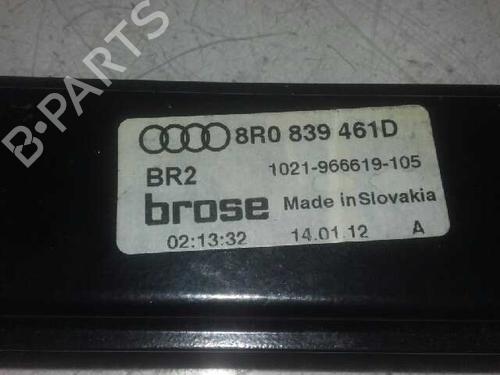 8R0 839 461D
BR2 1021-966619-105
brose Made in Slovakia
02:13:32 14.01.12 A
B-PARTS